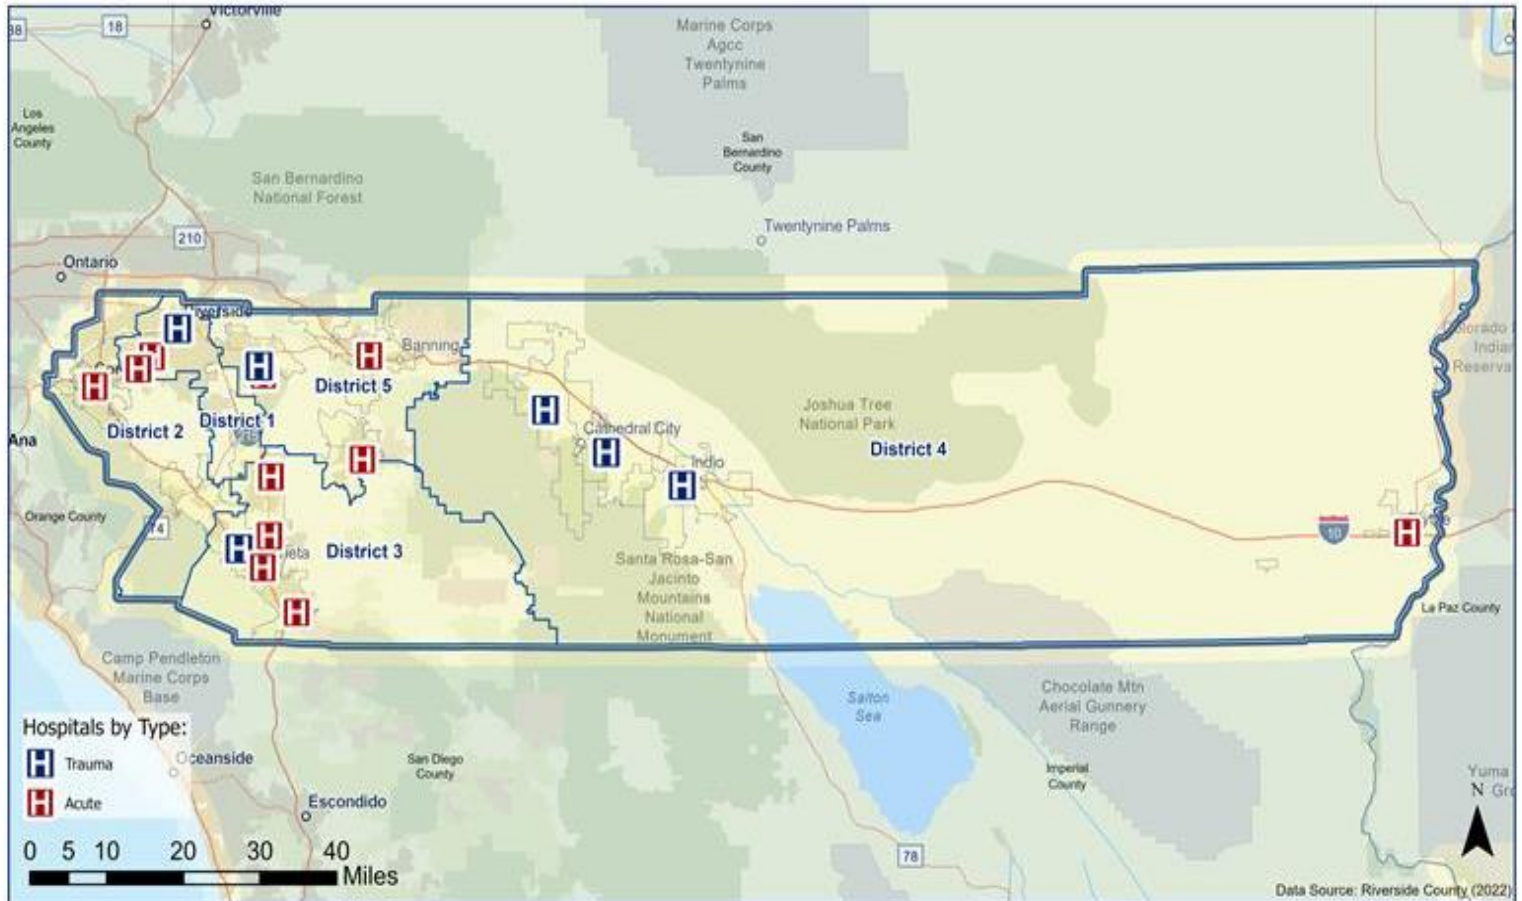 Victorville
18
Marine Corps
Agcc
Twentynine
Palms
Los
Angeles
County
San
Bernardino
County
San Bernardino
National Forest
210
Twentynine Palms
Ontario
Riverside
Banning
District 5
Joshua Tree
National Park
District 1
District 2
Cathedral City
District 4
Ana
Indio
Orange County
74
10
District 3
Santa Rosa-San
Jacinto
Mountains
National
Monument
La Paz County
Camp Pendleton
Marine Corps
Base
Salton
Sea
Chocolate Mtn
Aerial Gunnery
Range
Hospitals by Type:
Trauma
Acute
Oceanside
San Diego
County
Imperial
County
Yuma
N
Escondido
0 5 10 20 30 40
Miles
78
Data Source: Riverside County (2022)